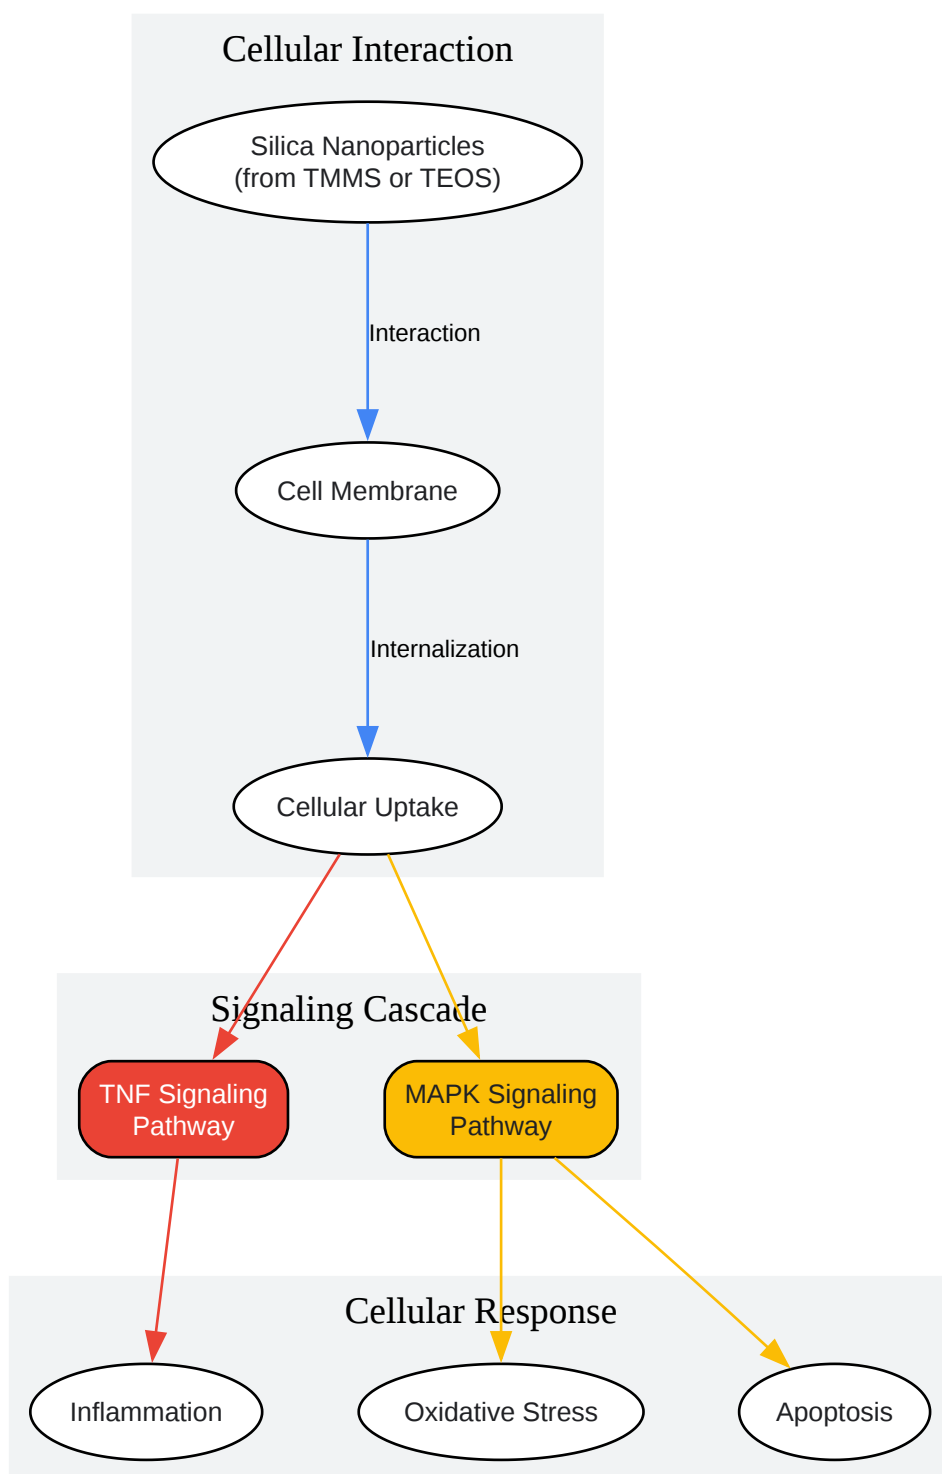 Cellular Interaction
Silica Nanoparticles
(from TMMS or TEOS)
Interaction
Cell Membrane
Internalization
Cellular Uptake
Signaling Cascade
TNF Signaling
Pathway
MAPK Signaling
Pathway
Cellular Response
Inflammation
Oxidative Stress
Apoptosis